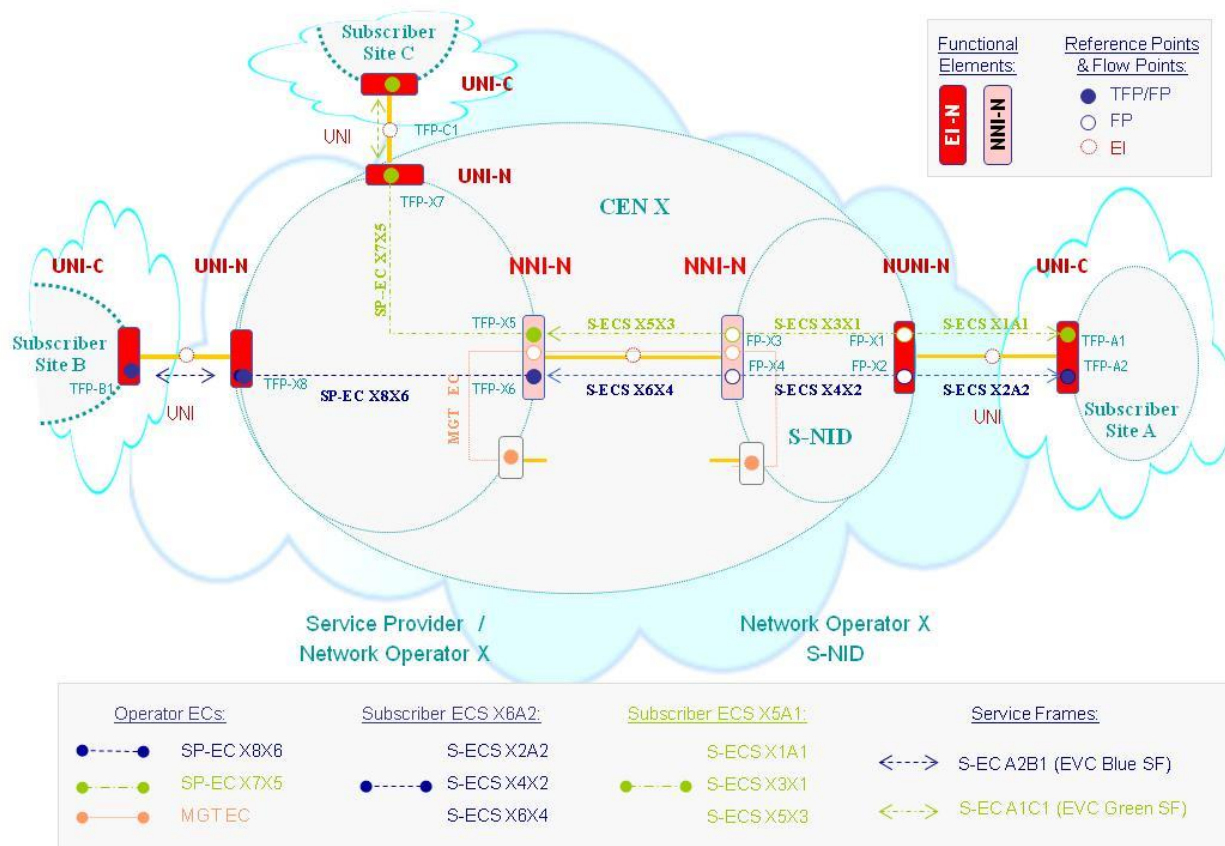 Subscriber
Site C
UNI-C
UNI
TFP-C1
UNI-N
TFP-X7
CEN X
SP-EC X7X5
Functional
Elements:
EI-N
NNI-N
Reference Points
& Flow Points:
TFP/FP
FP
EI
UNI-C
UNI-N
NNI-N
NNI-N
NUNI-N
UNI-C
Subscriber
Site B
TFP-B1
UNI
TFP-X8
SP-EC X8X6
TFP-X5
TFP-X6
MGT EC
S-ECS X5X3
S-ECS X6X4
FP-X3
FP-X4
S-ECS X3X1
S-ECS X4X2
FP-X1
FP-X2
S-ECS X1A1
S-ECS X2A2
UNI
TFP-A1
TFP-A2
Subscriber
Site A
S-NID
Service Provider /
Network Operator X
Network Operator X
S-NID
Operator ECs:
SP-EC X8X6
SP-EC X7X5
MGT EC
Subscriber ECS X6A2:
S-ECS X2A2
S-ECS X4X2
S-ECS X6X4
Subscriber ECS X5A1:
S-ECS X1A1
S-ECS X3X1
S-ECS X5X3
Service Frames:
S-EC A2B1 (EVC Blue SF)
S-EC A1C1 (EVC Green SF)